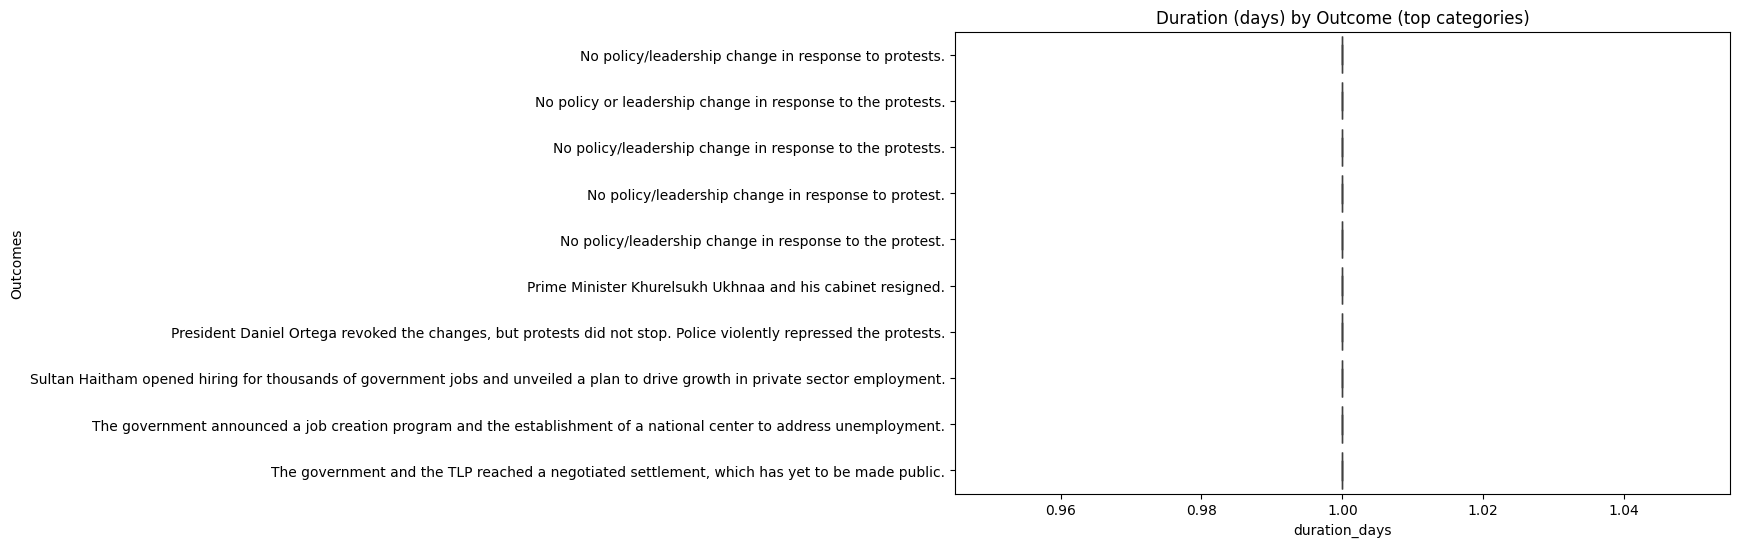 Duration (days) by Outcome (top categories)
No policy/leadership change in response to protests.
No policy or leadership change in response to the protests.
No policy/leadership change in response to the protests.
No policy/leadership change in response to protest.
No policy/leadership change in response to the protest.
Prime Minister Khurelsukh Ukhnaa and his cabinet resigned.
President Daniel Ortega revoked the changes, but protests did not stop. Police violently repressed the protests.
Sultan Haitham opened hiring for thousands of government jobs and unveiled a plan to drive growth in private sector employment.
The government announced a job creation program and the establishment of a national center to address unemployment.
The government and the TLP reached a negotiated settlement, which has yet to be made public.
Outcomes
0.96 0.98 1.00 1.02 1.04
duration_days